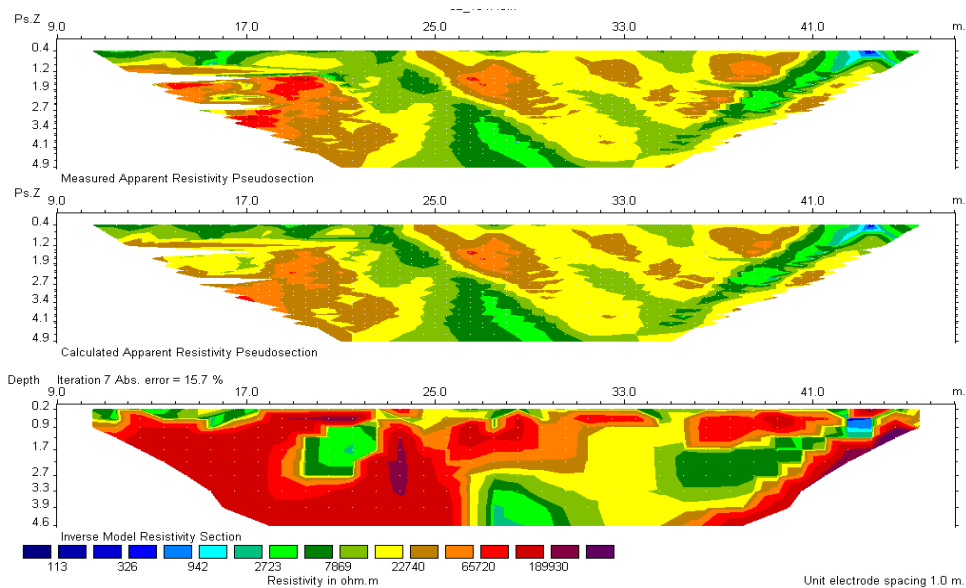 Ps.Z 9.0 17.0 25.0 33.0 41.0 m.
0.4
1.2
1.9
2.7
3.4
4.1
4.9
Measured Apparent Resistivity Pseudosection
Ps.Z 9.0 17.0 25.0 33.0 41.0 m.
0.4
1.2
1.9
2.7
3.4
4.1
4.9
Calculated Apparent Resistivity Pseudosection
Depth Iteration 7 Abs. error = 15.7 %
9.0 17.0 25.0 33.0 41.0 m.
0.2
0.9
1.7
2.7
3.3
3.9
4.6
Inverse Model Resistivity Section
113 326 942 2723 7869 22740 65720 189930
Resistivity in ohm.m Unit electrode spacing 1.0 m.